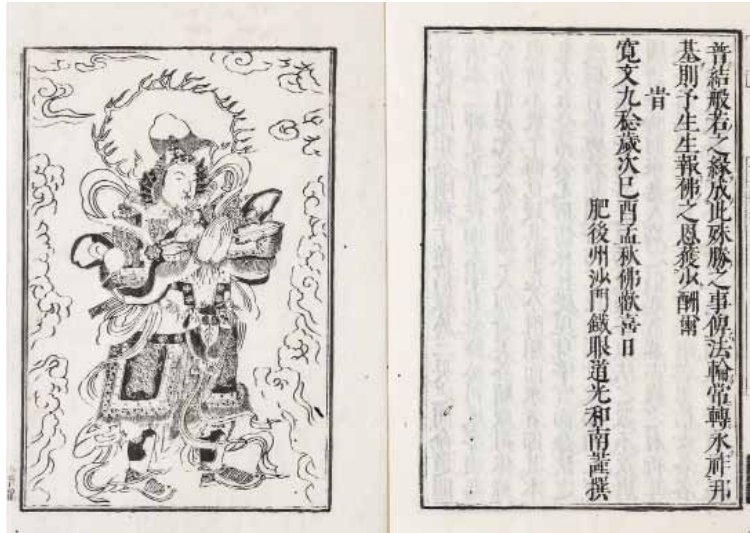 普結般若之緣成此殊勝之事俾法輪常轉永祚邦
基則予生生報佛之恩葢少酬爾
旹
寛文九稔歲次己酉孟秋佛歡喜日
肥後州沙門鐵眼道光和南謹撰